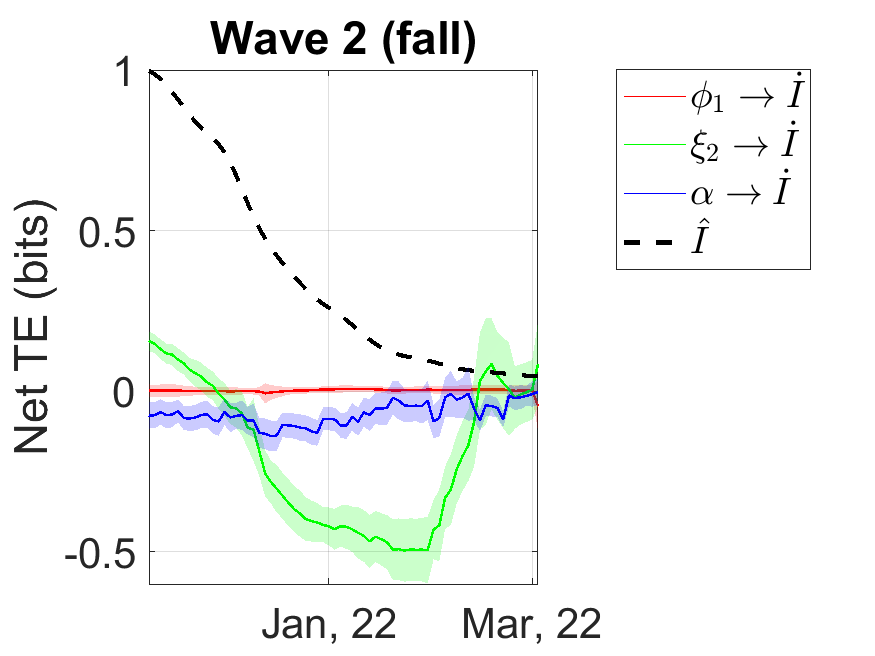 Wave 2 (fall)
Net TE (bits)
1
0.5
0
-0.5
Jan, 22
Mar, 22
ϕ₁ → İ
ξ₂ → İ
α → İ
Î